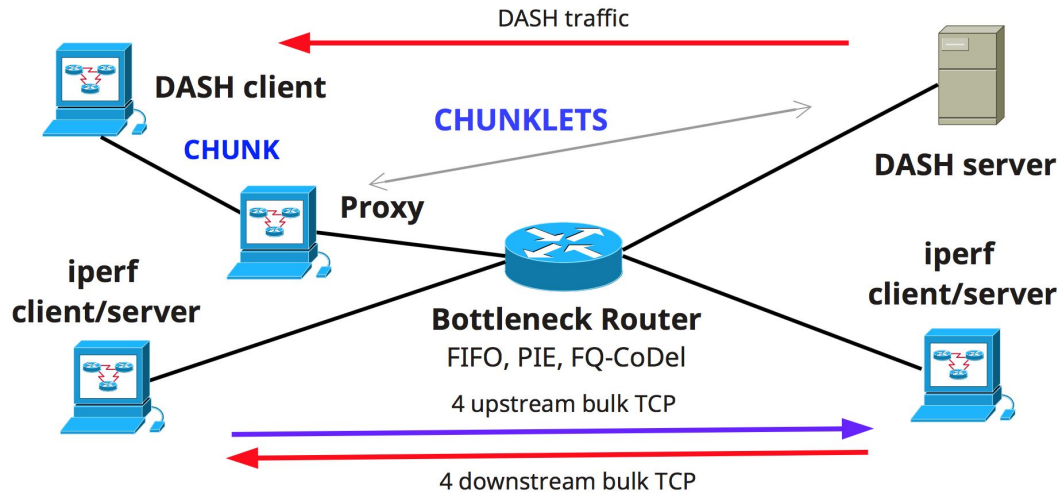 DASH traffic
DASH client
CHUNKLETS
CHUNK
DASH server
Proxy
iperf
client/server
iperf
client/server
Bottleneck Router
FIFO, PIE, FQ-CoDel
4 upstream bulk TCP
4 downstream bulk TCP